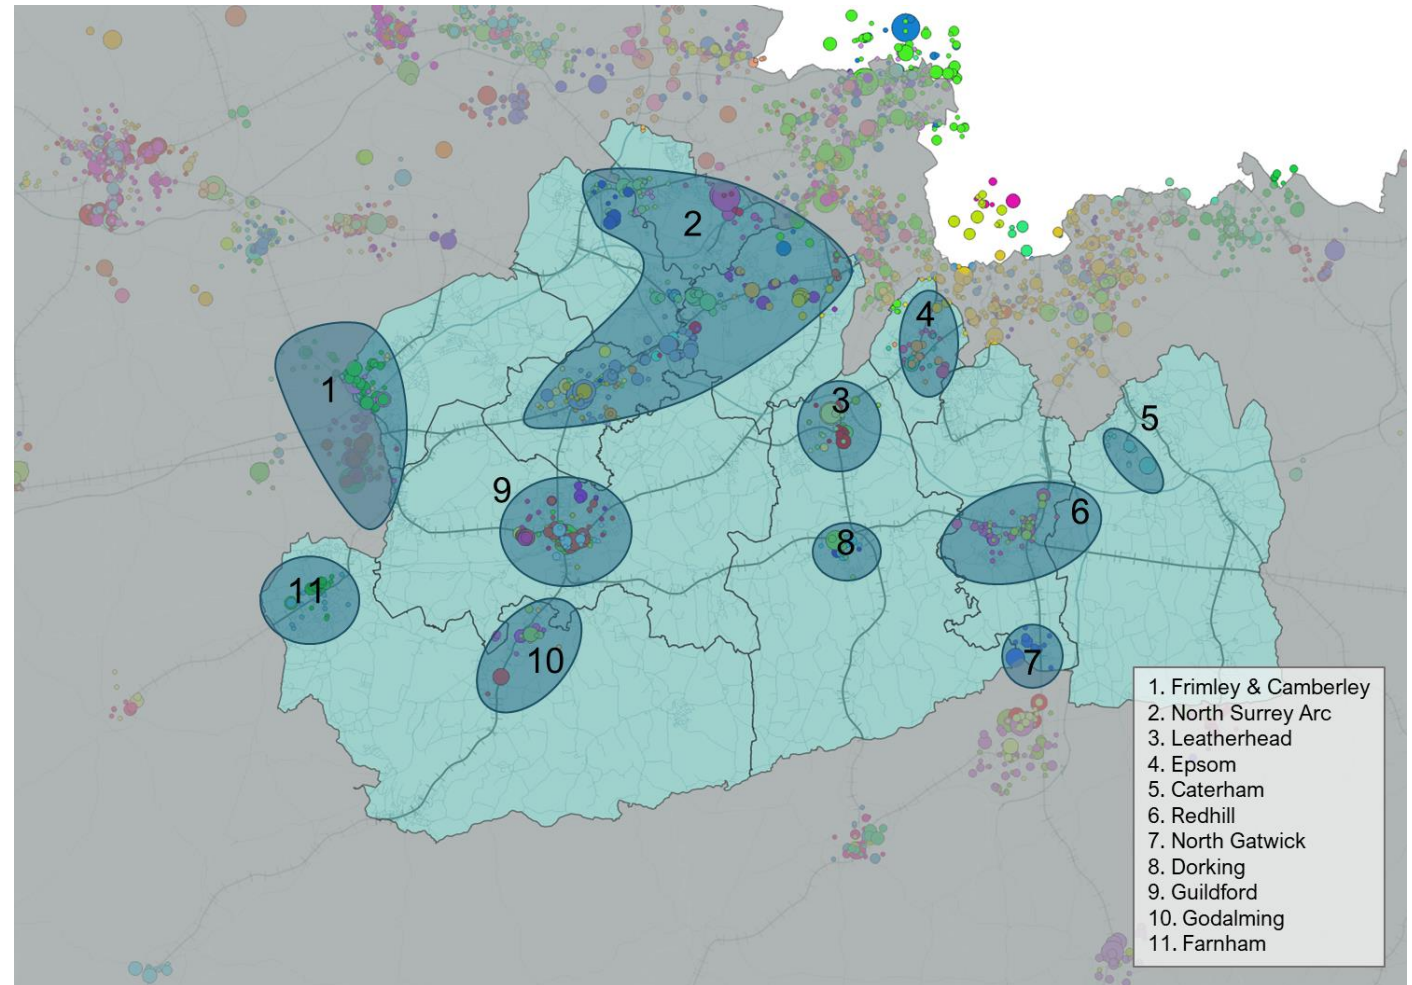 2
4
1
3
5
9
6
8
11
10
7
1. Frimley & Camberley
2. North Surrey Arc
3. Leatherhead
4. Epsom
5. Caterham
6. Redhill
7. North Gatwick
8. Dorking
9. Guildford
10. Godalming
11. Farnham